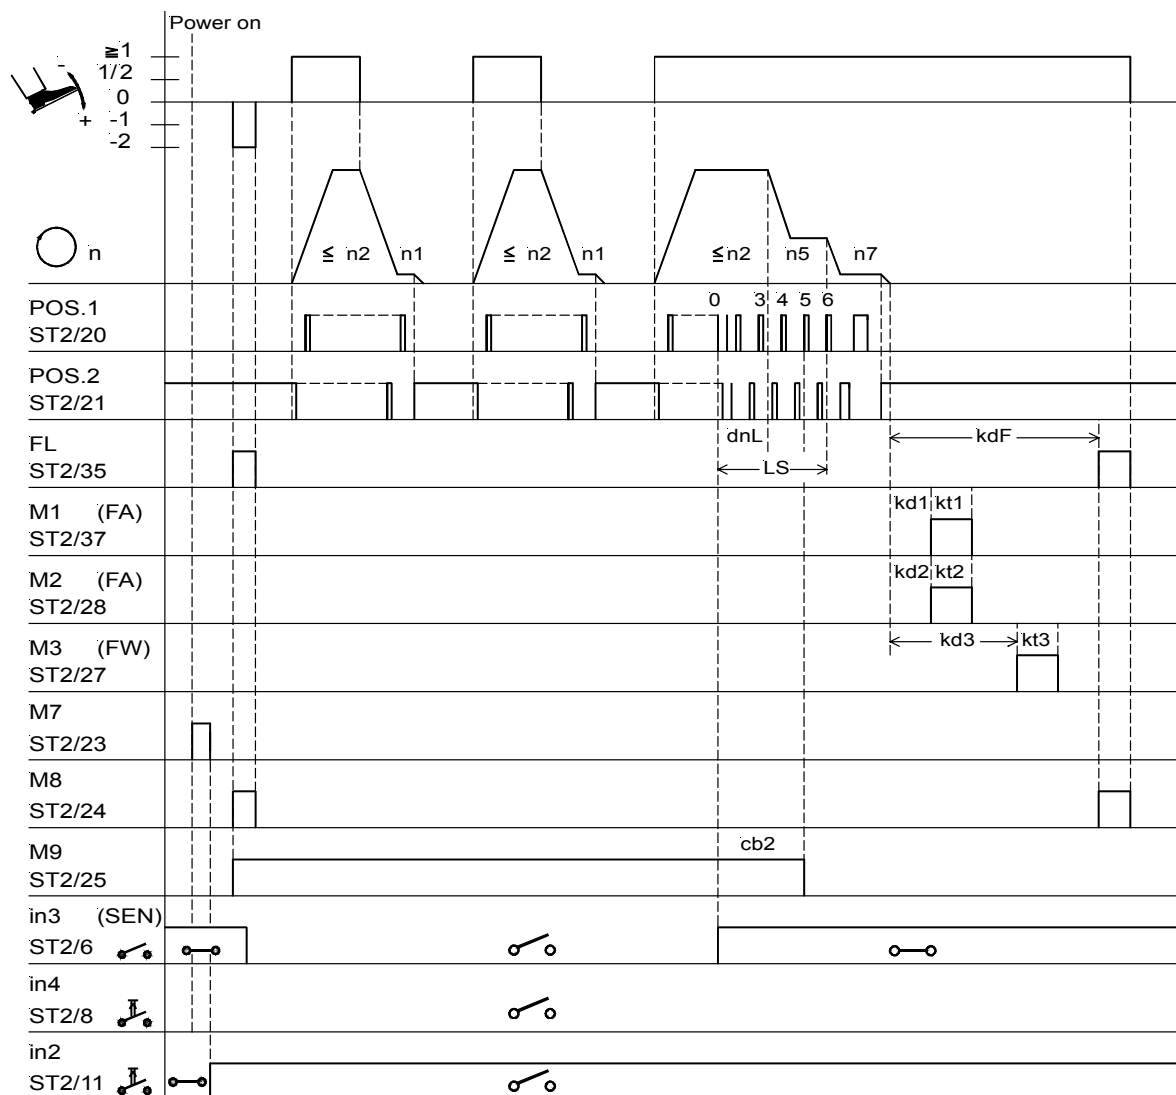 Power on
≧1
-
1/2
0
+ -1
-2
n
≤ n2 n1 ≤ n2 n1 ≤n2 n5 n7
POS.1
ST2/20
0 3 4 5 6
POS.2
ST2/21
FL
ST2/35
dnL
LS
kdF
M1 (FA)
ST2/37
kd1 kt1
M2 (FA)
ST2/28
kd2 kt2
M3 (FW)
ST2/27
kd3 kt3
M7
ST2/23
M8
ST2/24
M9
ST2/25
cb2
in3 (SEN)
ST2/6
in4
ST2/8
in2
ST2/11